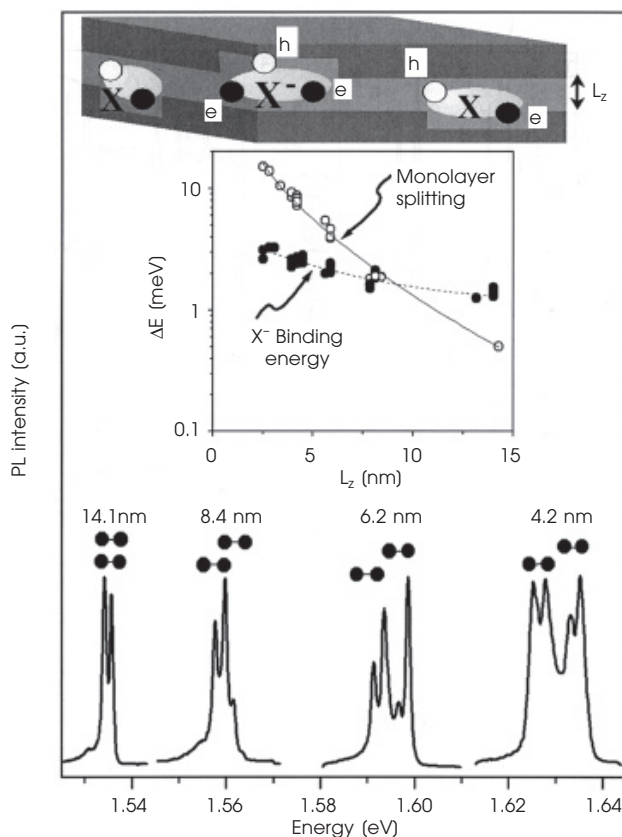 h
h
X
X⁻
e
e
X
e
L_z
10
1
0.1
ΔE (meV)
Monolayer
splitting
X⁻ Binding
energy
0
5
10
15
L_z (nm)
PL intensity (a.u.)
14.1nm
8.4 nm
6.2 nm
4.2 nm
1.54
1.56
1.58
1.60
1.62
1.64
Energy (eV)